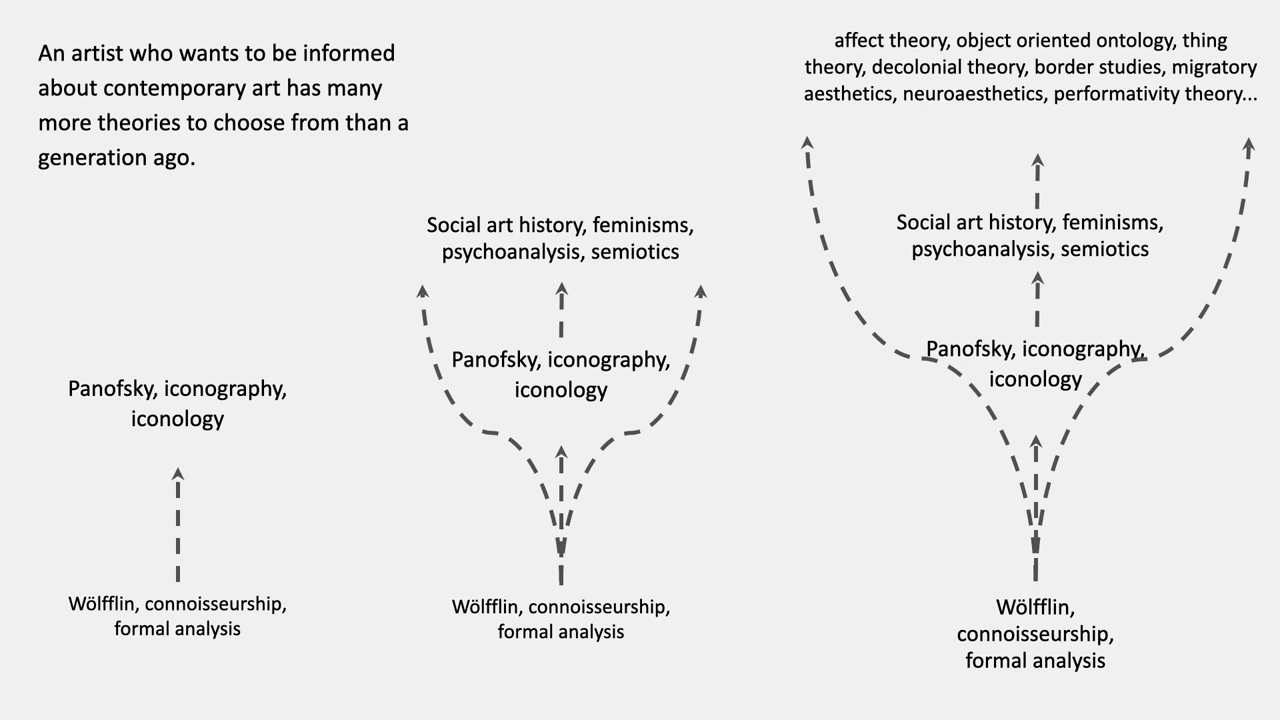 An artist who wants to be informed
about contemporary art has many
more theories to choose from than a
generation ago.
Panofsky, iconography,
iconology
Wölfflin, connoisseurship,
formal analysis
Social art history, feminisms,
psychoanalysis, semiotics
Panofsky, iconography,
iconology
Wölfflin, connoisseurship,
formal analysis
affect theory, object oriented ontology, thing
theory, decolonial theory, border studies, migratory
aesthetics, neuroaesthetics, performativity theory...
Social art history, feminisms,
psychoanalysis, semiotics
Panofsky, iconography,
iconology
Wölfflin,
connoisseurship,
formal analysis